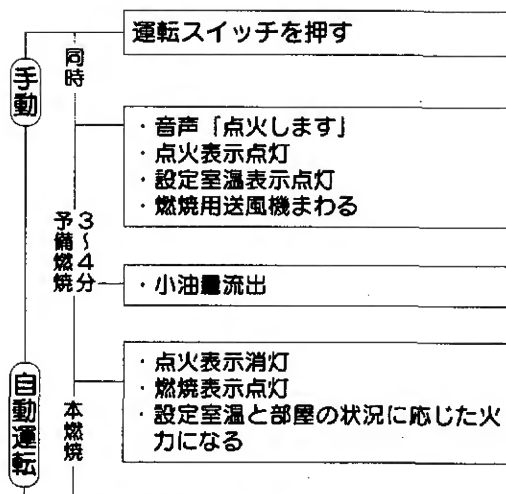 運転スイッチを押す
同時
手動
・音声「点火します」
・点火表示点灯
・設定室温表示点灯
・燃焼用送風機まわる
3〜4分
予備燃焼
・小油量流出
・点火表示消灯
・燃焼表示点灯
・設定室温と部屋の状況に応じた火
力になる
自動運転
本燃焼